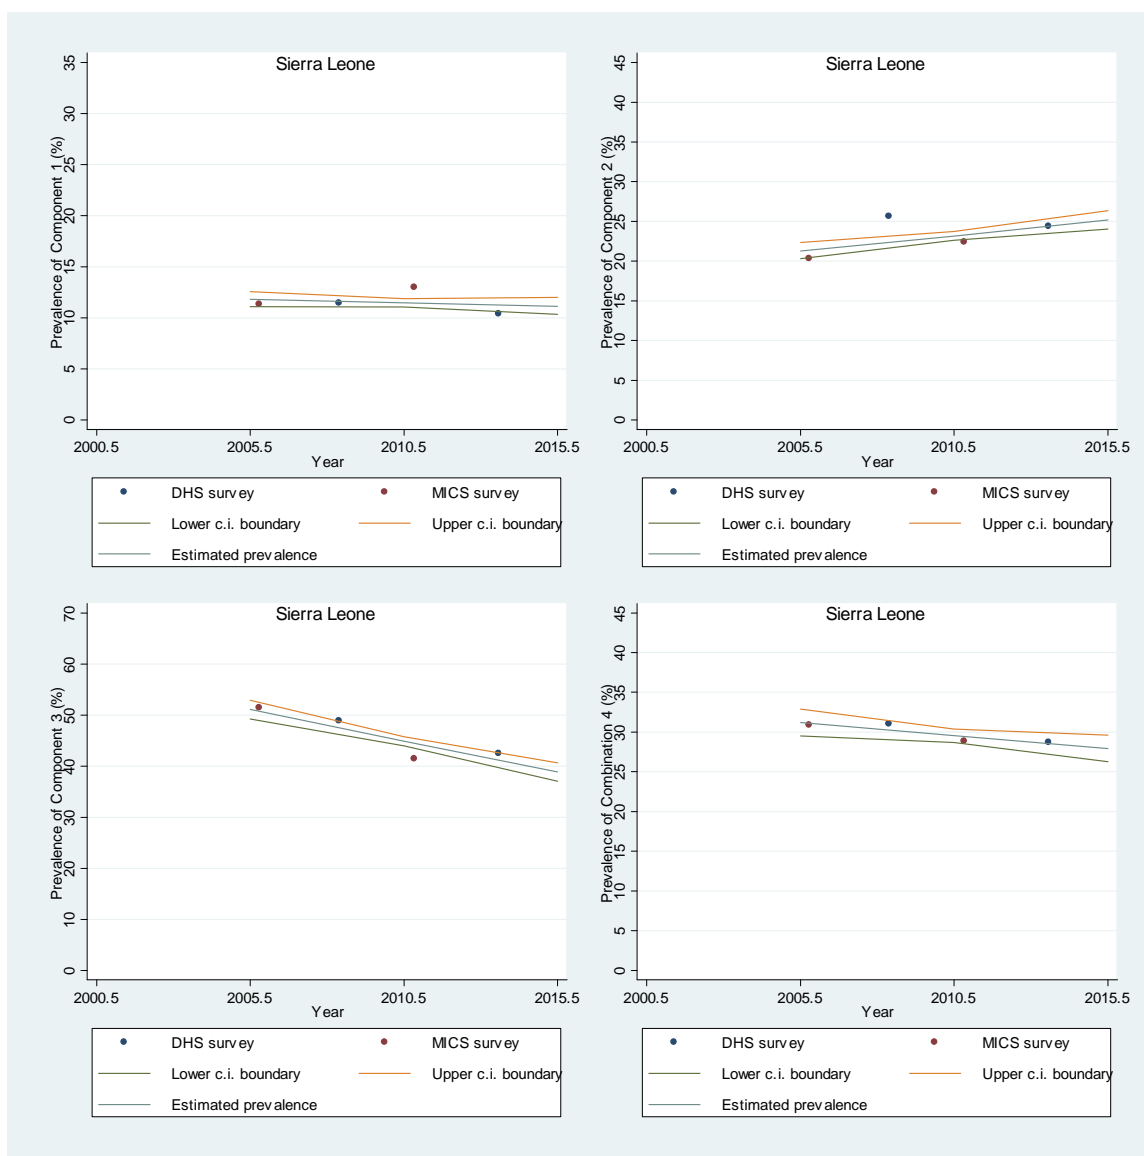 Sierra Leone
Prevalence of Component 1 (%)
0 5 10 15 20 25 30 35
2000.5 2005.5 2010.5 2015.5
Year
DHS survey MICS survey
Lower c.i. boundary Upper c.i. boundary
Estimated prevalence
Sierra Leone
Prevalence of Component 2 (%)
0 5 10 15 20 25 30 35 40 45
2000.5 2005.5 2010.5 2015.5
Year
DHS survey MICS survey
Lower c.i. boundary Upper c.i. boundary
Estimated prevalence
Sierra Leone
Prevalence of Component 3 (%)
0 10 20 30 40 50 60 70
2000.5 2005.5 2010.5 2015.5
Year
DHS survey MICS survey
Lower c.i. boundary Upper c.i. boundary
Estimated prevalence
Sierra Leone
Prevalence of Combination 4 (%)
0 5 10 15 20 25 30 35 40 45
2000.5 2005.5 2010.5 2015.5
Year
DHS survey MICS survey
Lower c.i. boundary Upper c.i. boundary
Estimated prevalence